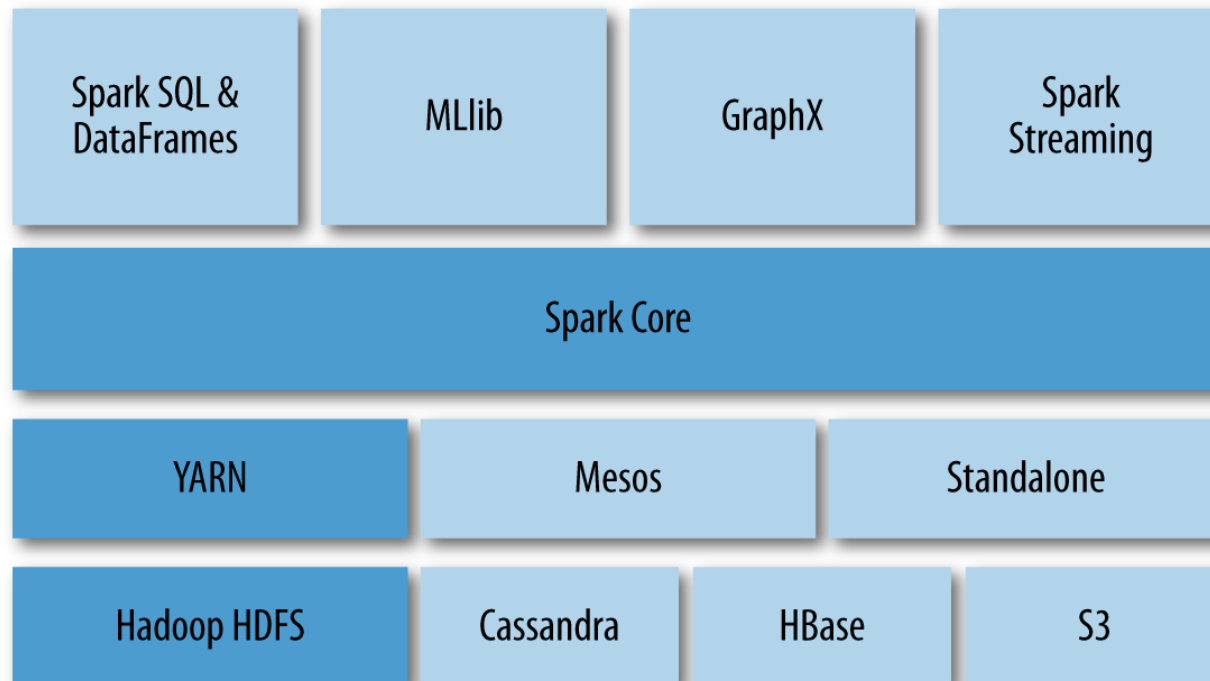 Spark SQL &
DataFrames
MLlib
GraphX
Spark
Streaming
Spark Core
YARN
Mesos
Standalone
Hadoop HDFS
Cassandra
HBase
S3